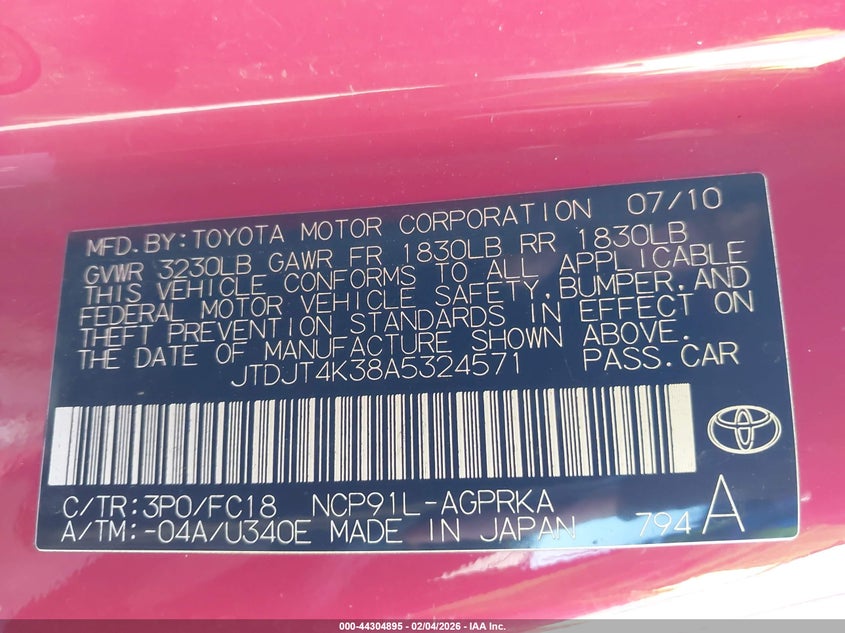 MFD. BY: TOYOTA MOTOR CORPORATION 07/10
GVWR 3230LB GAWR FR 1830LB RR 1830LB
THIS VEHICLE CONFORMS TO ALL APPLICABLE
FEDERAL MOTOR VEHICLE SAFETY, BUMPER, AND
THEFT PREVENTION STANDARDS IN EFFECT ON
THE DATE OF MANUFACTURE SHOWN ABOVE.
JTDJT4K38A5324571 PASS. CAR
C/TR: 3P0/FC18 NCP91L-AGPRKA
A/TM: -04A/U340E MADE IN JAPAN 794 A
000-44304895 - 02/04/2026 - IAA Inc.